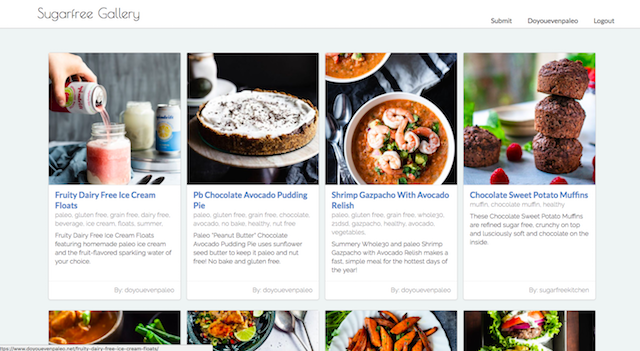 Sugarfree Gallery
Submit Doyouevenpaleo Logout
Fruity Dairy Free Ice Cream
Floats
paleo, gluten free, grain free, dairy free,
beverage, ice cream, floats, summer,
Fruity Dairy Free Ice Cream Floats
featuring homemade paleo ice cream
and the fruit-flavored sparkling water of
your choice.
By: doyouevenpaleo
Pb Chocolate Avocado Pudding
Pie
paleo, gluten free, grain free, chocolate,
avocado, no bake, healthy, nut free
Paleo "Peanut Butter" Chocolate
Avocado Pudding Pie uses sunflower
seed butter to keep it paleo and nut
free! No bake and gluten free.
By: doyouevenpaleo
Shrimp Gazpacho With Avocado
Relish
paleo, gluten free, grain free, whole30,
21dsd, gazpacho, healthy, avocado,
vegetables,
Summery Whole30 and paleo Shrimp
Gazpacho with Avocado Relish makes a
fast, simple meal for the hottest days of
the year!
By: doyouevenpaleo
Chocolate Sweet Potato Muffins
muffin, chocolate muffin, healthy
These Chocolate Sweet Potato Muffins
are refined sugar free, crunchy on top
and lusciously soft and chocolate on the
inside.
By: sugarfreekitchen
ttps://www.doyouevenpaleo.net/fruity-dairy-free-ice-cream-floats/